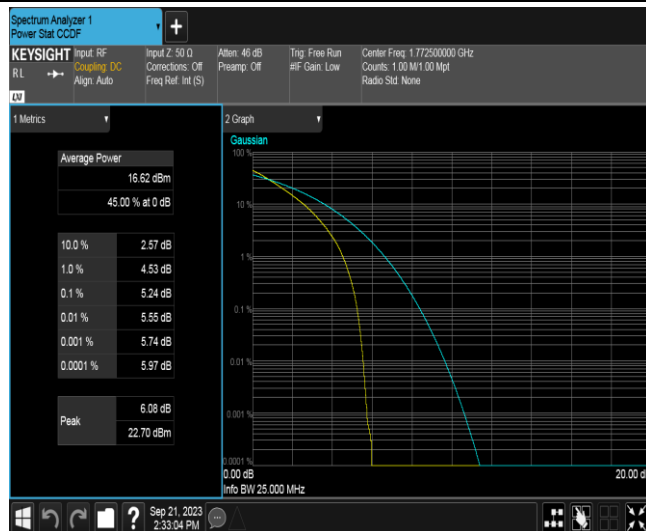 Spectrum Analyzer 1
Power Stat CCDF
+
KEYSIGHT
RL
Input: RF
Coupling: DC
Align: Auto
Input Z: 50 Ω
Corrections: Off
Freq Ref: Int (S)
Atten: 46 dB
Preamp: Off
Trig: Free Run
#IF Gain: Low
Center Freq: 1.772500000 GHz
Counts: 1.00 M/1.00 Mpt
Radio Std: None
1 Metrics
Average Power
16.62 dBm
45.00 % at 0 dB
10.0 % 2.57 dB
1.0 % 4.53 dB
0.1 % 5.24 dB
0.01 % 5.55 dB
0.001 % 5.74 dB
0.0001 % 5.97 dB
Peak
6.08 dB
22.70 dBm
2 Graph
Gaussian
100 %
10 %
1 %
0.1 %
0.01 %
0.001 %
0.0001 %
0.00 dB
20.00 d
Info BW 25.000 MHz
?
Sep 21, 2023
2:33:04 PM